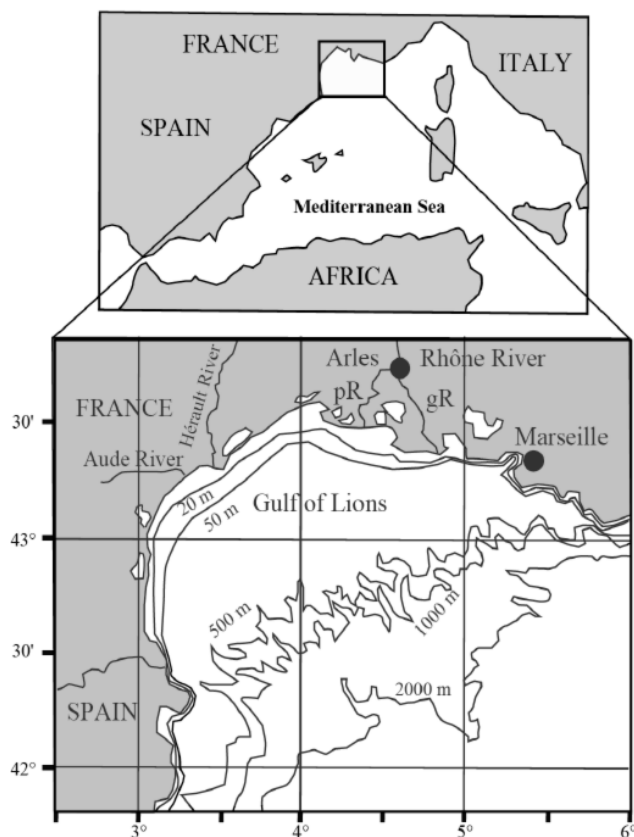 FRANCE
ITALY
SPAIN
Mediterranean Sea
AFRICA
Arles
Rhône River
pR
gR
30'
FRANCE
Hérault River
Marseille
Aude River
20 m
50 m
Gulf of Lions
43°
500 m
1000 m
30'
SPAIN
2000 m
42°
3°
4°
5°
6°